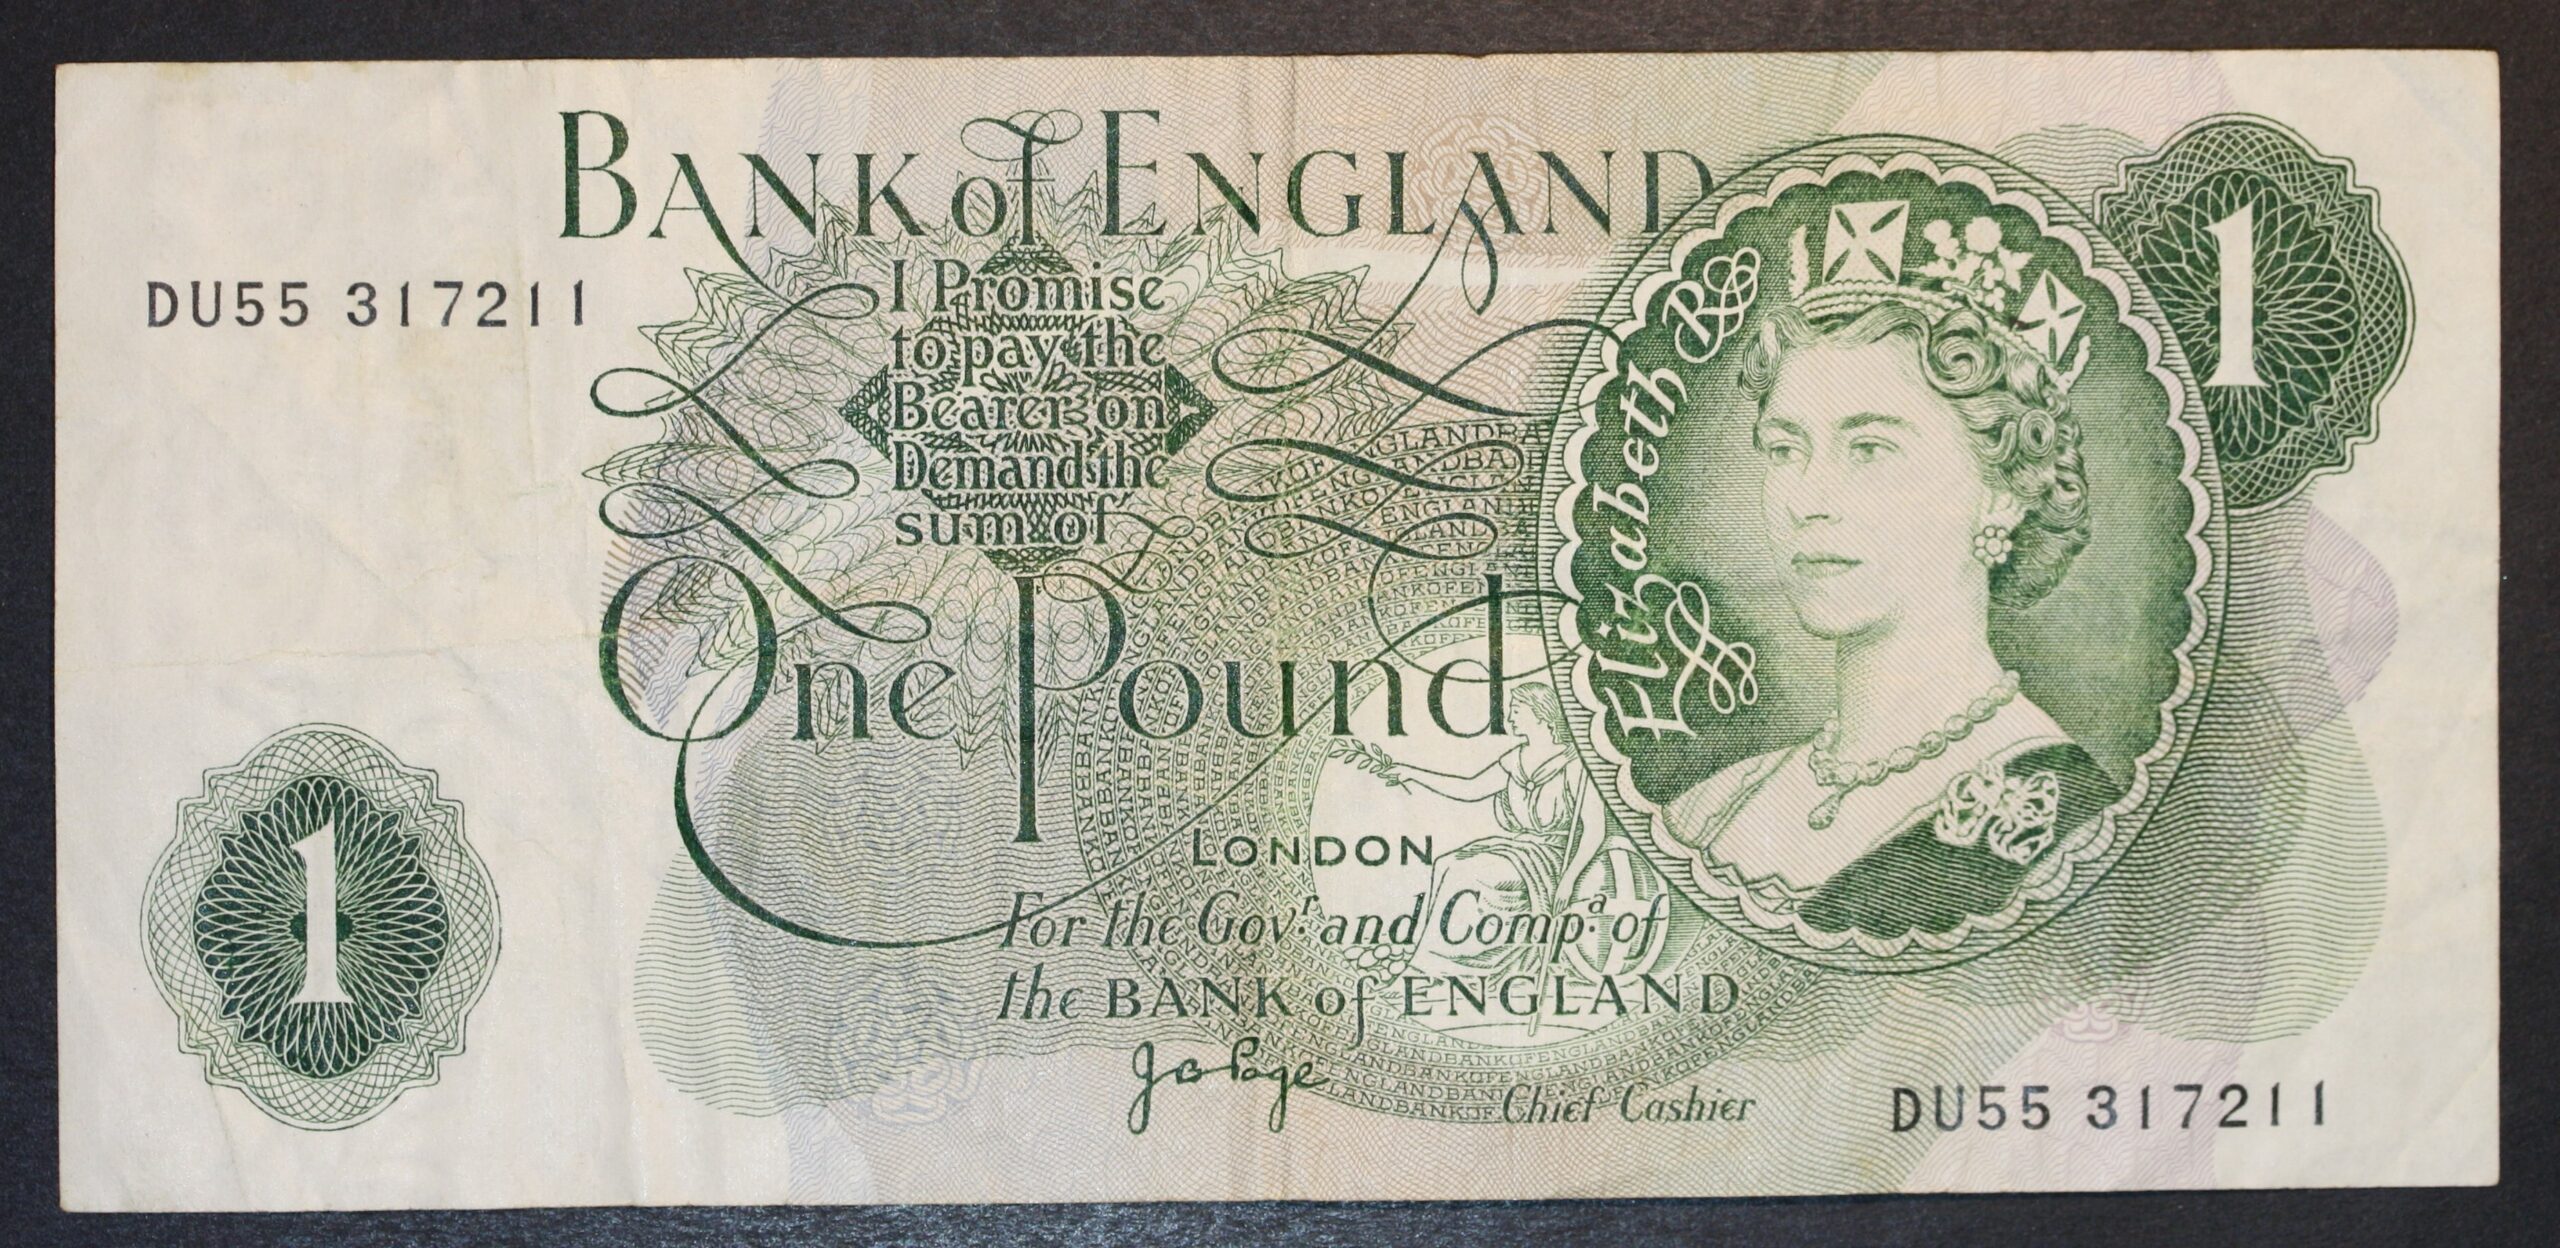 BANK of ENGLAND
DU55 317211
I Promise
to pay the
Bearer on
Demand the
sum of
One Pound
Elizabeth R
1
1
LONDON
For the Govr. and Compa. of
the BANK of ENGLAND
J B Page
Chief Cashier
DU55 317211